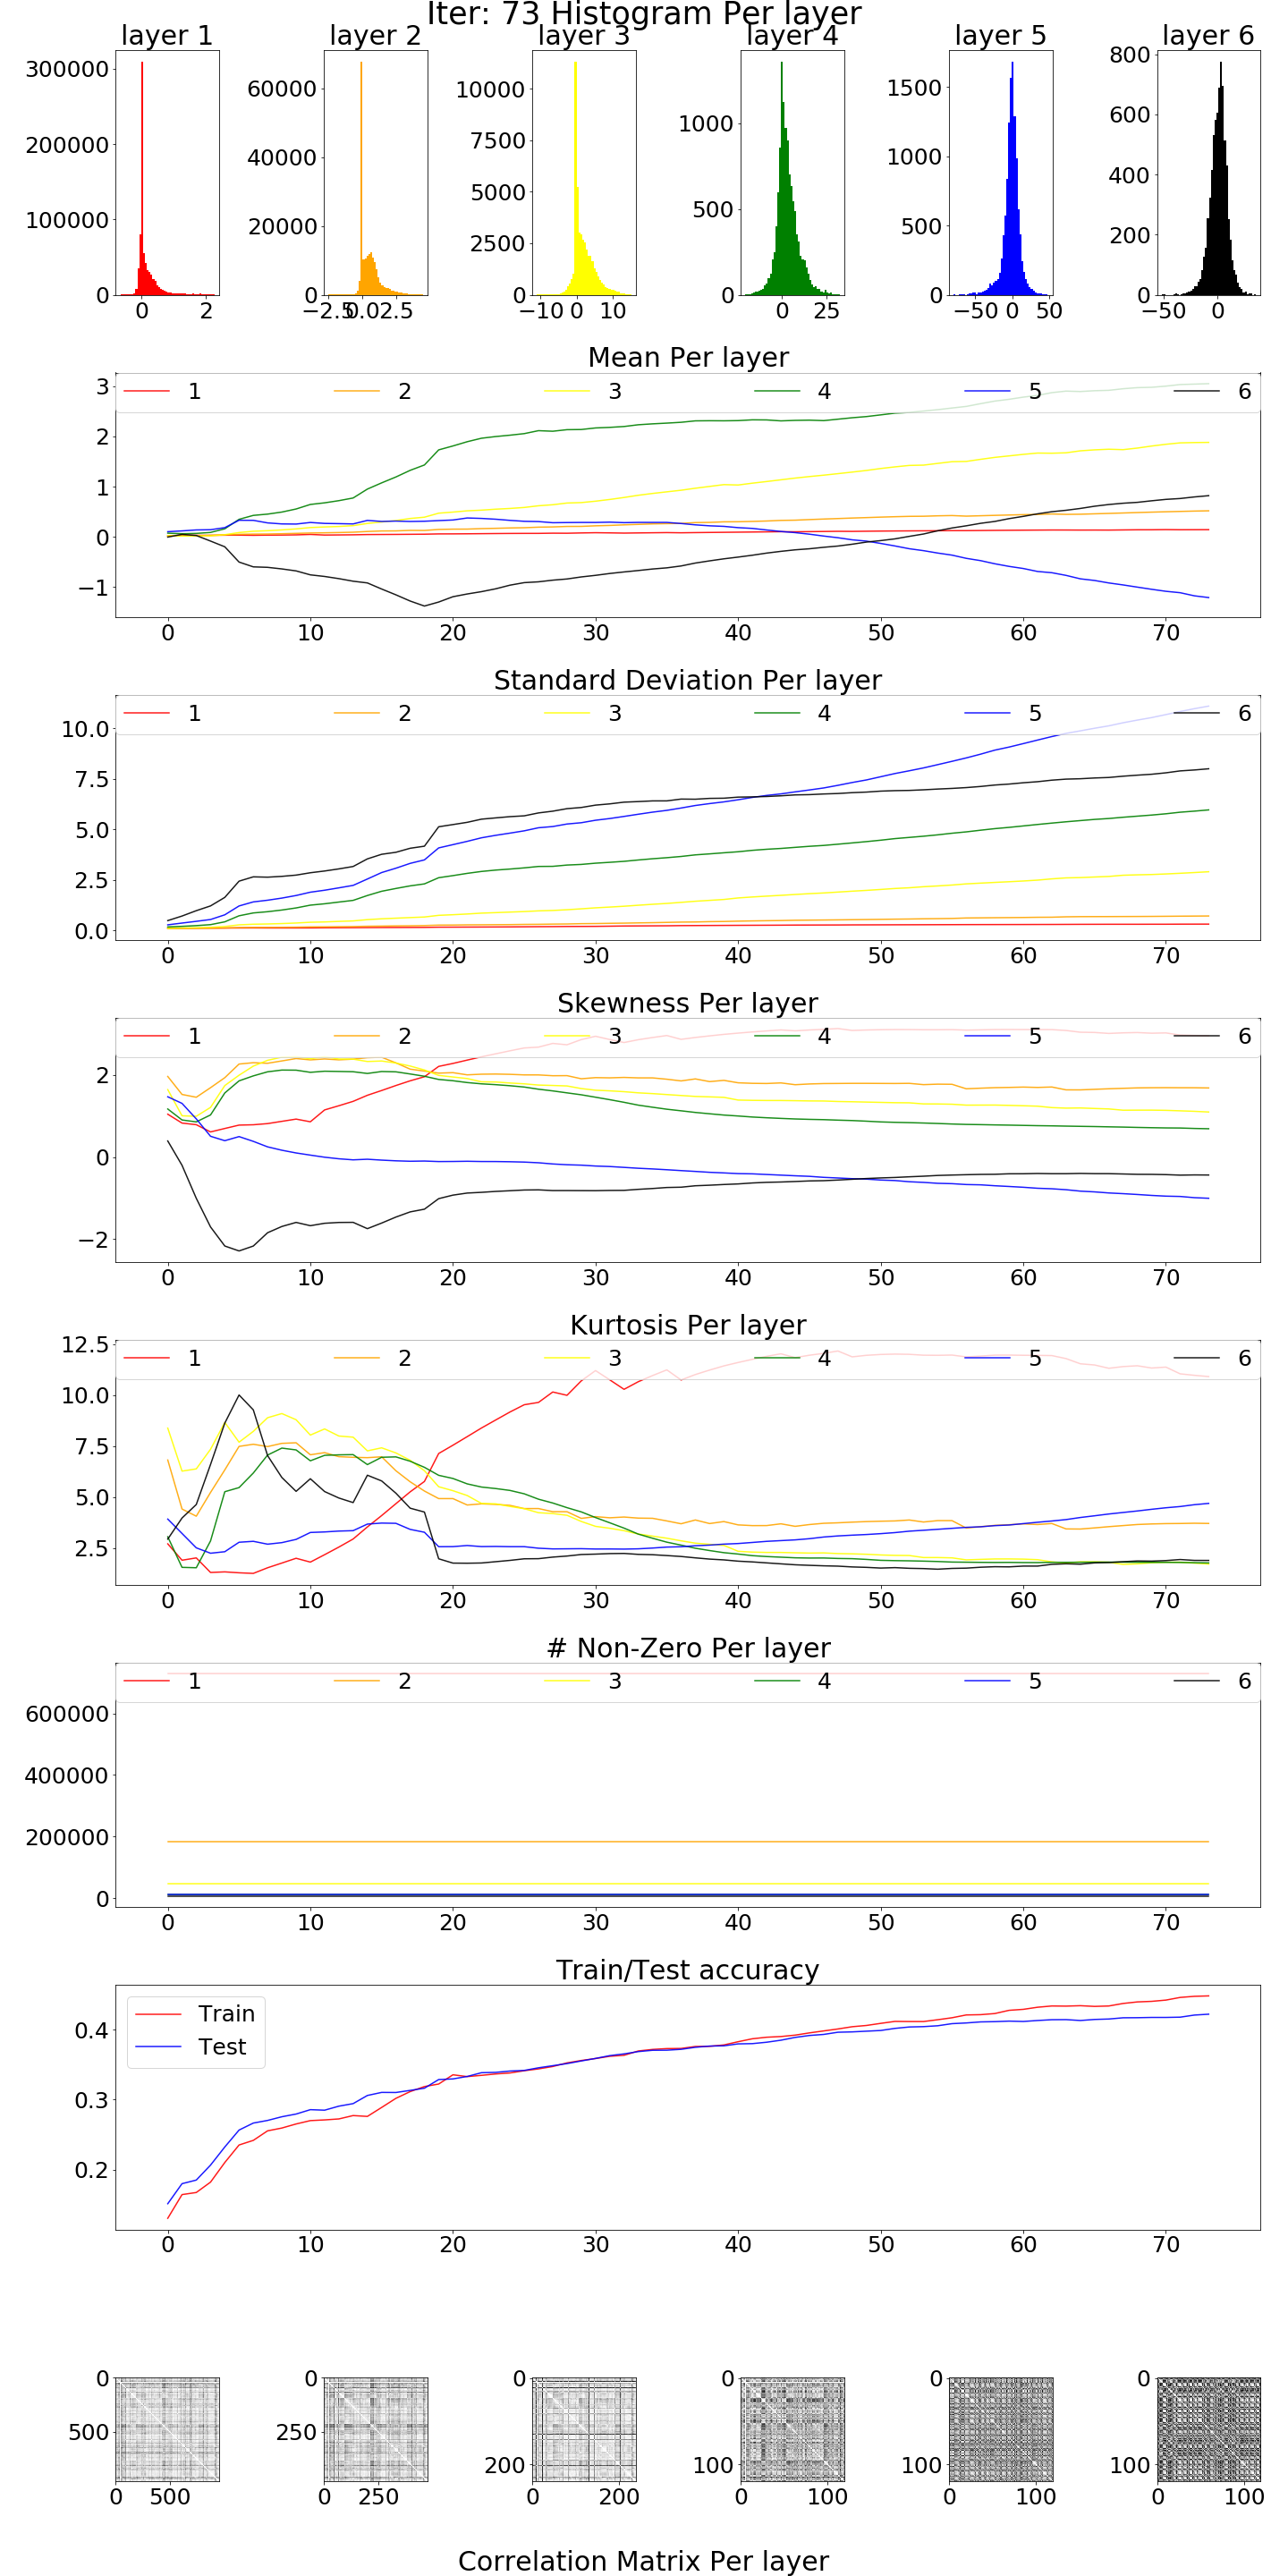 Iter: 73 Histogram Per layer
layer 1 layer 2 layer 3 layer 4 layer 5 layer 6
300000 200000 100000 0
0 2
60000 40000 20000 0
−2.5 0.0 2.5
10000 7500 5000 2500 0
−10 0 10
1000 500 0
0 25
1500 1000 500 0
−50 0 50
800 600 400 200 0
−50 0
Mean Per layer
1 2 3 4 5 6
3
2
1
0
−1
0 10 20 30 40 50 60 70
Standard Deviation Per layer
1 2 3 4 5 6
10.0
7.5
5.0
2.5
0.0
0 10 20 30 40 50 60 70
Skewness Per layer
1 2 3 4 5 6
2
0
−2
0 10 20 30 40 50 60 70
Kurtosis Per layer
12.5
1 2 3 4 5 6
10.0
7.5
5.0
2.5
0 10 20 30 40 50 60 70
# Non-Zero Per layer
1 2 3 4 5 6
600000
400000
200000
0
0 10 20 30 40 50 60 70
Train/Test accuracy
Train
Test
0.4
0.3
0.2
0 10 20 30 40 50 60 70
0 500
0 500
0 250
0 250
0 200
0 200
0 100
0 100
0 100
0 100
0 100
0 100
Correlation Matrix Per layer